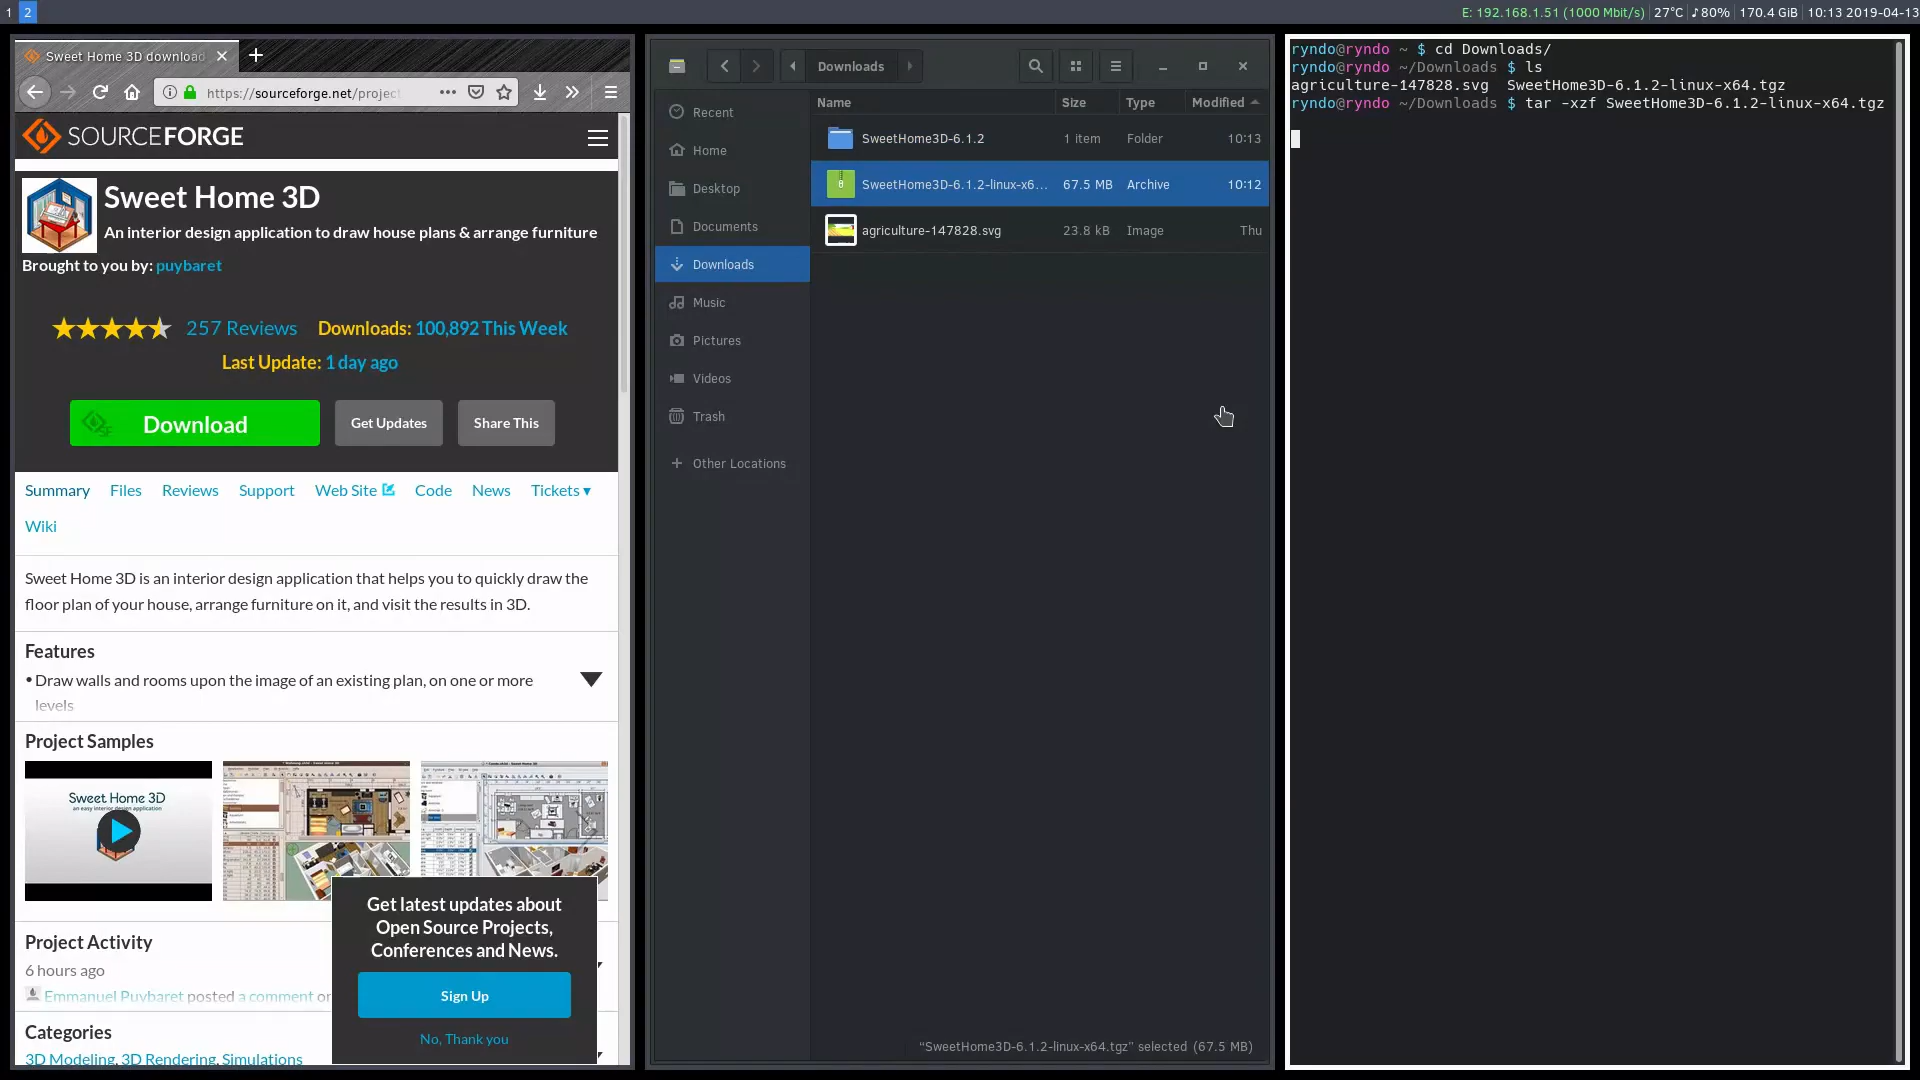 1 2
E: 192.168.1.51 (1000 Mbit/s) 27°C ♪80% 170.4 GiB 10:13 2019-04-13
Sweet Home 3D download
https://sourceforge.net/projec
SOURCEFORGE
Sweet Home 3D
An interior design application to draw house plans & arrange furniture
Brought to you by: puybaret
257 Reviews Downloads: 100,892 This Week
Last Update: 1 day ago
Download
Get Updates
Share This
Summary Files Reviews Support Web Site Code News Tickets ▾
Wiki
Sweet Home 3D is an interior design application that helps you to quickly draw the
floor plan of your house, arrange furniture on it, and visit the results in 3D.
Features
• Draw walls and rooms upon the image of an existing plan, on one or more
levels
Project Samples
Sweet Home 3D
an easy interior design application
Project Activity
6 hours ago
Emmanuel Puybaret posted a comment on
Categories
3D Modeling, 3D Rendering, Simulations
Get latest updates about
Open Source Projects,
Conferences and News.
Sign Up
No, Thank you
Downloads
Recent
Home
Desktop
Documents
Downloads
Music
Pictures
Videos
Trash
+ Other Locations
Name Size Type Modified
SweetHome3D-6.1.2 1 item Folder 10:13
SweetHome3D-6.1.2-linux-x6… 67.5 MB Archive 10:12
agriculture-147828.svg 23.8 kB Image Thu
“SweetHome3D-6.1.2-linux-x64.tgz” selected (67.5 MB)
ryndo@ryndo ~ $ cd Downloads/
ryndo@ryndo ~/Downloads $ ls
agriculture-147828.svg SweetHome3D-6.1.2-linux-x64.tgz
ryndo@ryndo ~/Downloads $ tar -xzf SweetHome3D-6.1.2-linux-x64.tgz